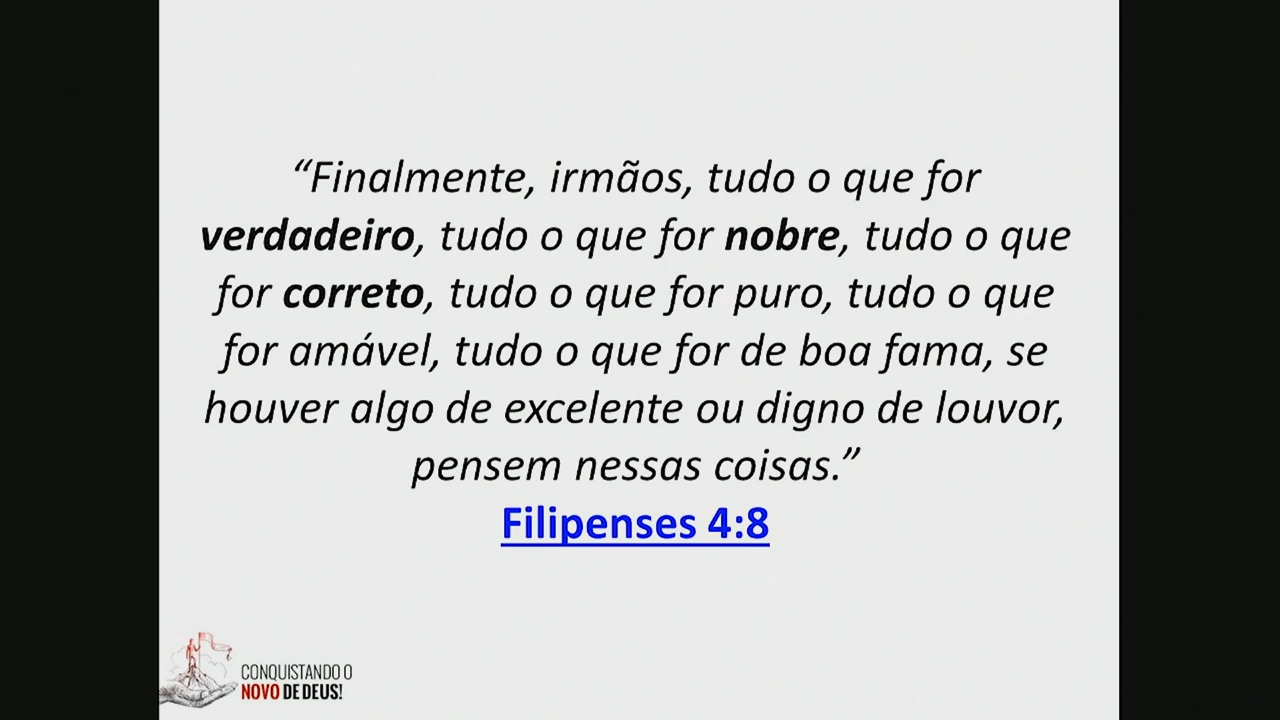 “Finalmente, irmãos, tudo o que for
verdadeiro, tudo o que for nobre, tudo o que
for correto, tudo o que for puro, tudo o que
for amável, tudo o que for de boa fama, se
houver algo de excelente ou digno de louvor,
pensem nessas coisas.”
Filipenses 4:8
CONQUISTANDO O
NOVO DE DEUS!